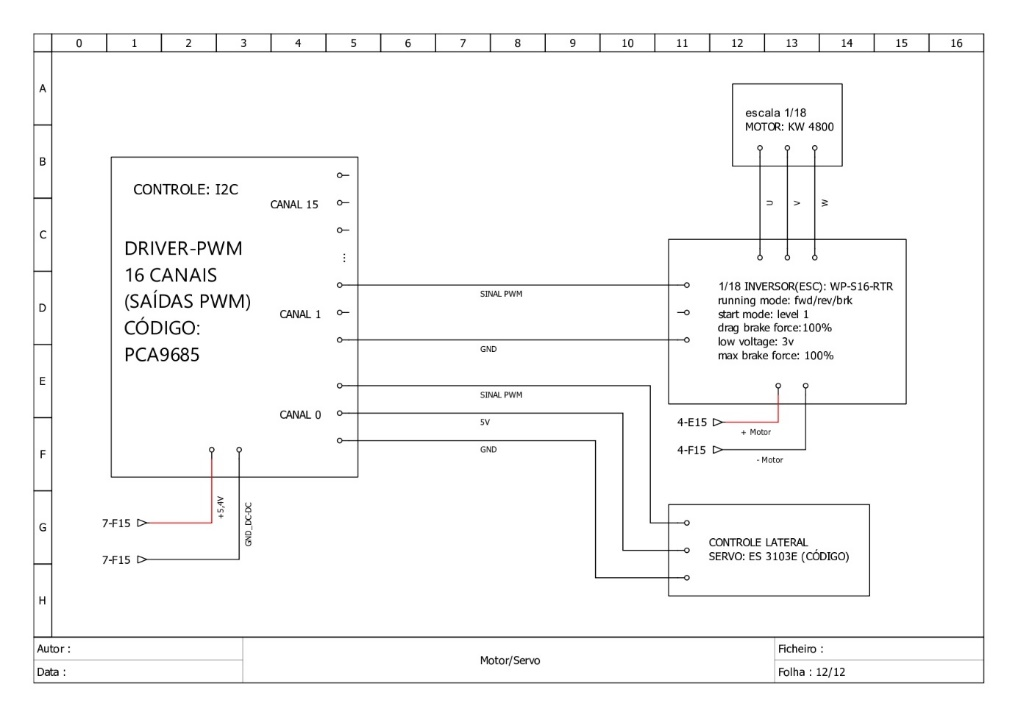 0 1 2 3 4 5 6 7 8 9 10 11 12 13 14 15 16
A
B
C
D
E
F
G
H
escala 1/18
MOTOR: KW 4800
U
V
W
CONTROLE: I2C
CANAL 15
DRIVER-PWM
16 CANAIS
(SAÍDAS PWM)
CÓDIGO:
PCA9685
...
CANAL 1
CANAL 0
SINAL PWM
GND
SINAL PWM
5V
GND
1/18 INVERSOR(ESC): WP-S16-RTR
running mode: fwd/rev/brk
start mode: level 1
drag brake force:100%
low voltage: 3v
max brake force: 100%
4-E15
+ Motor
4-F15
- Motor
+5,4V
GND_DC-DC
7-F15
7-F15
CONTROLE LATERAL
SERVO: ES 3103E (CÓDIGO)
Autor :
Data :
Motor/Servo
Ficheiro :
Folha : 12/12